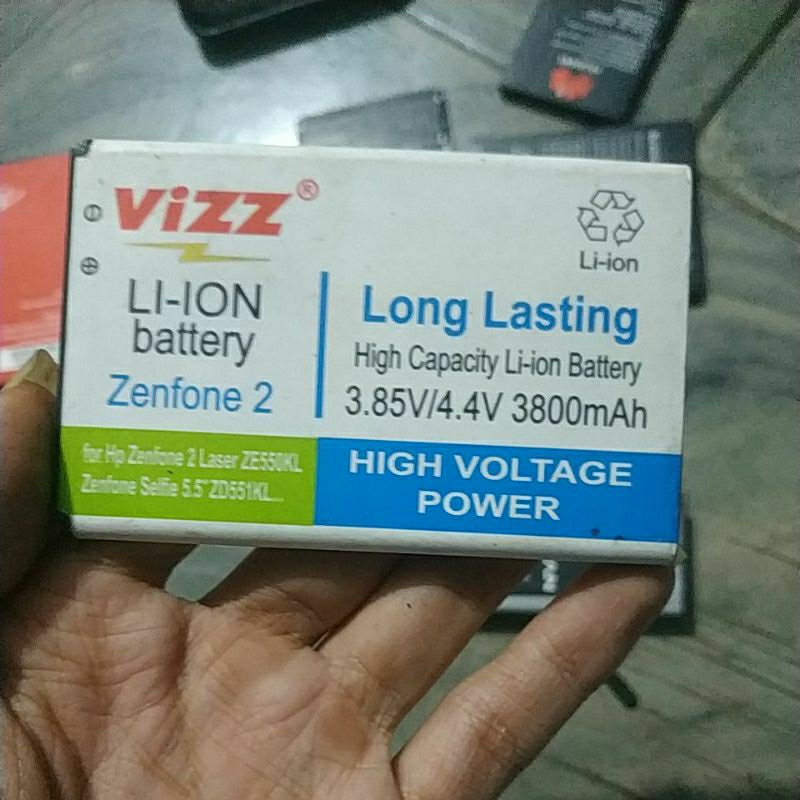 ViZZ®
LI-ION
battery
Zenfone 2
for Hp Zenfone 2 Laser ZE550KL
Zenfone Selfie 5.5" ZD551KL...
Li-ion
Long Lasting
High Capacity Li-ion Battery
3.85V/4.4V 3800mAh
HIGH VOLTAGE
POWER